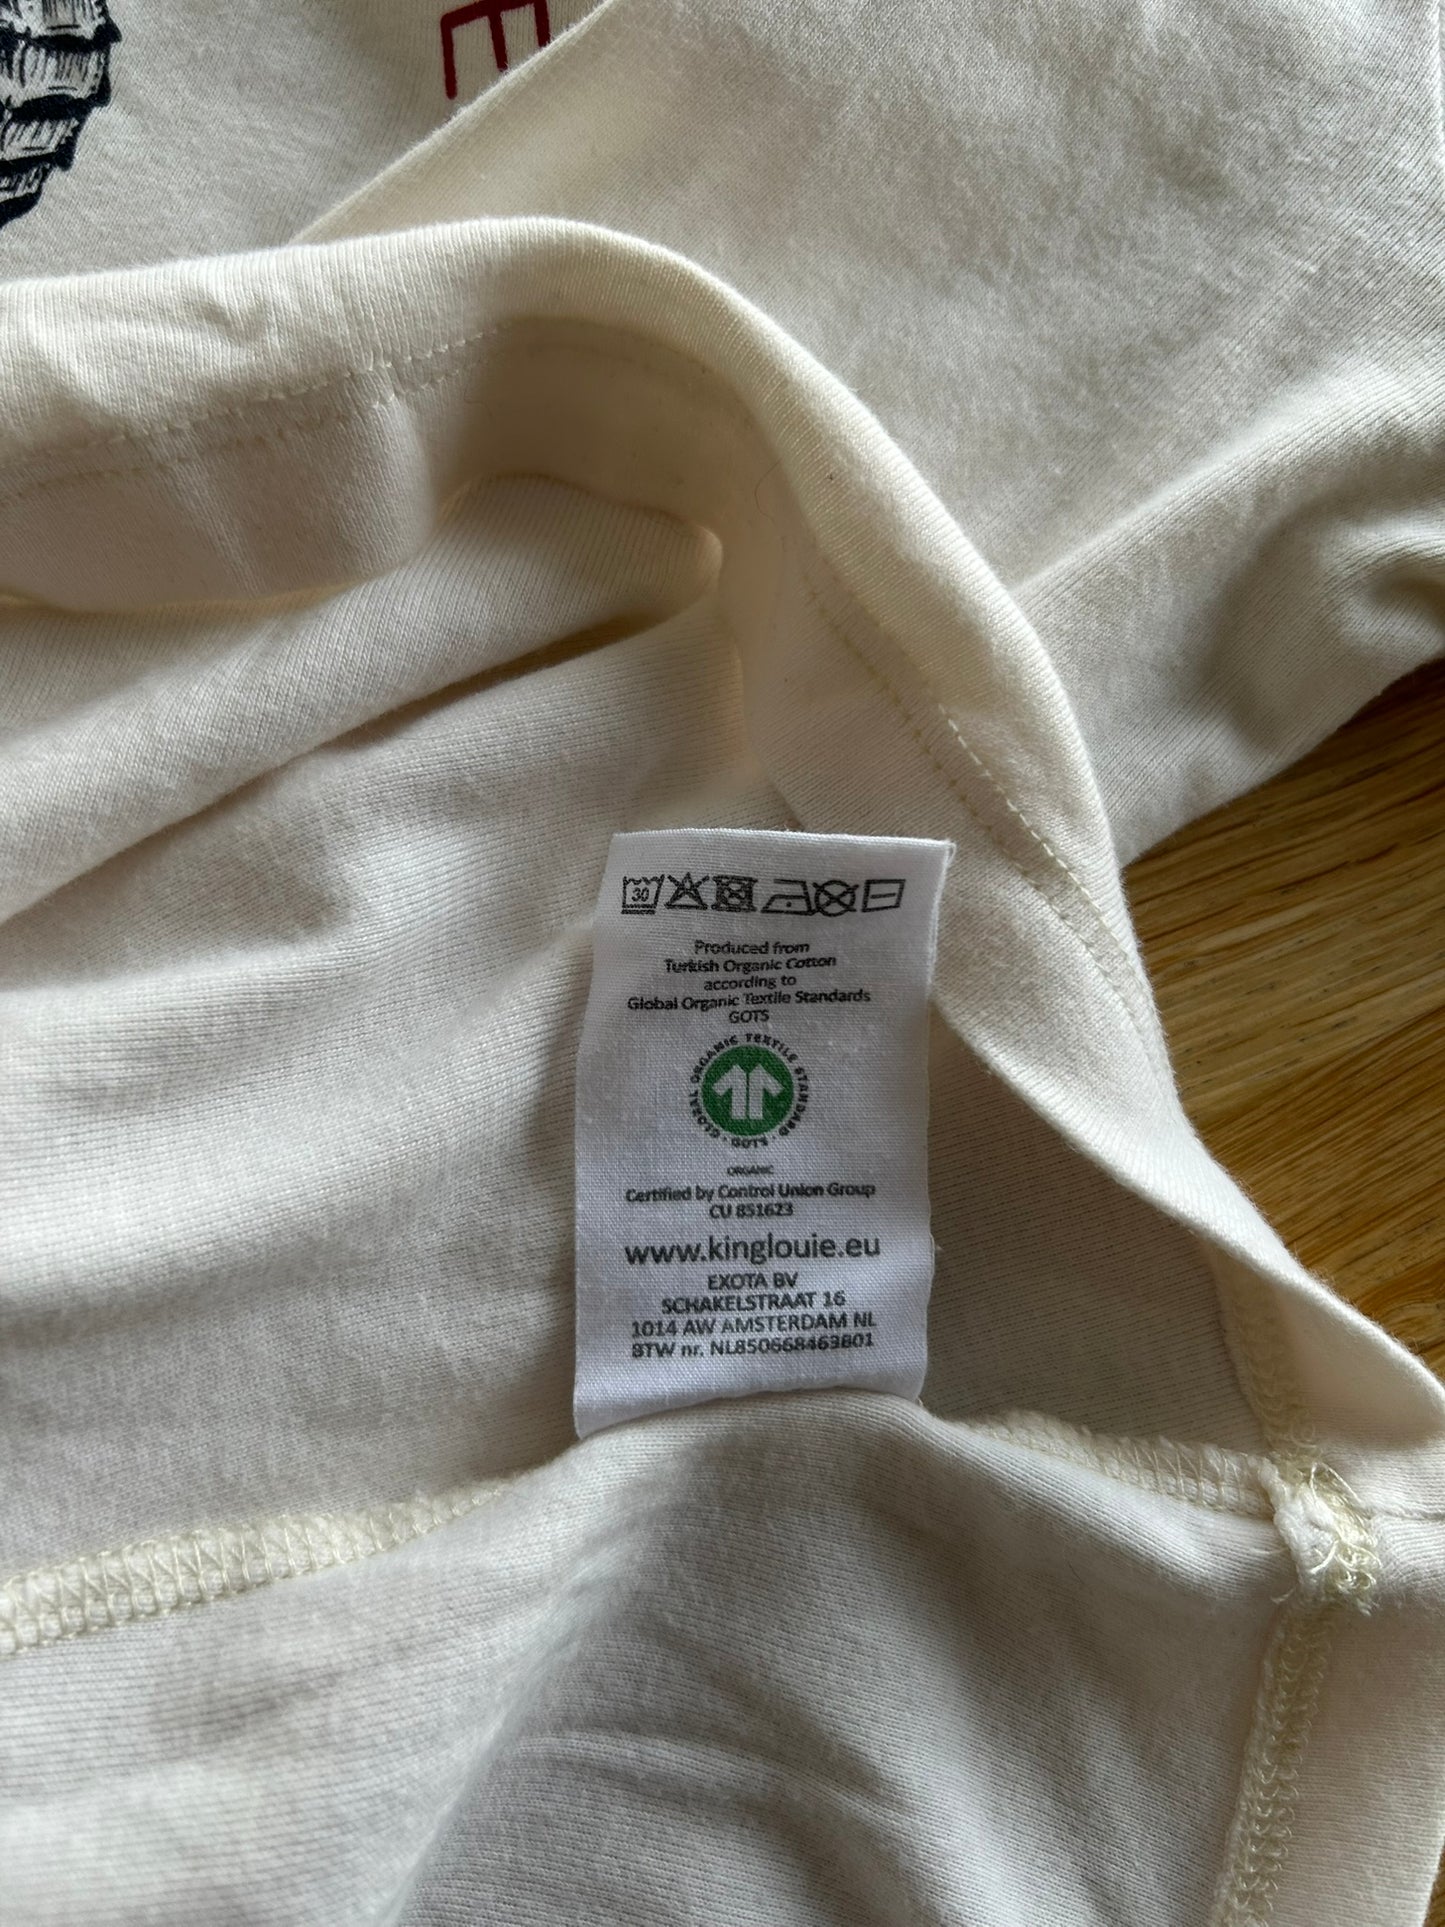 E
30
Produced from
Turkish Organic Cotton
according to
Global Organic Textile Standards
GOTS
GLOBAL ORGANIC TEXTILE STANDARD · GOTS ·
ORGANIC
Certified by Control Union Group
CU 851623
www.kinglouie.eu
EXOTA BV
SCHAKELSTRAAT 16
1014 AW AMSTERDAM NL
BTW nr. NL850668463B01